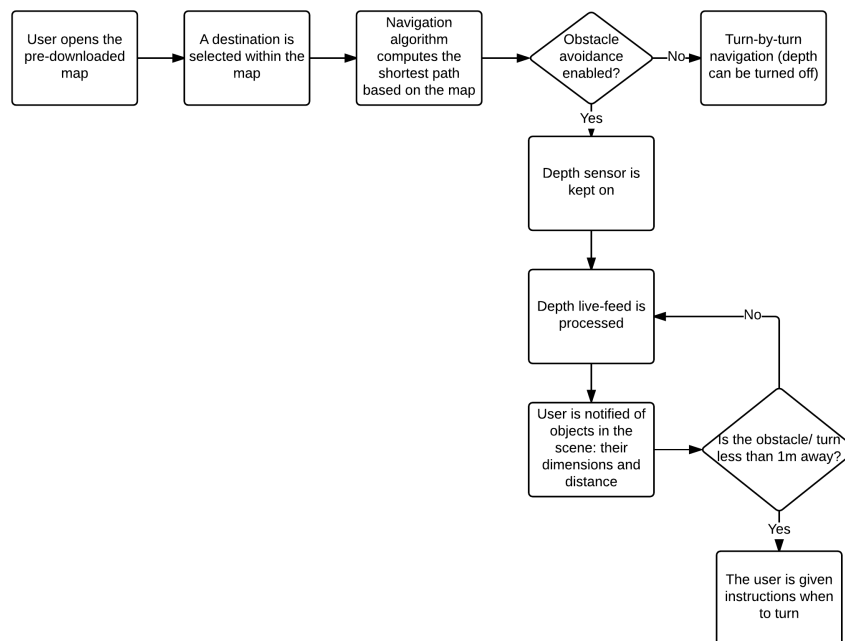 User opens the
pre-downloaded
map
A destination is
selected within the
map
Navigation
algorithm
computes the
shortest path
based on the map
Obstacle
avoidance
enabled?
No
Turn-by-turn
navigation (depth
can be turned off)
Yes
Depth sensor is
kept on
Depth live-feed is
processed
No
User is notified of
objects in the
scene: their
dimensions and
distance
Is the obstacle/ turn
less than 1m away?
Yes
The user is given
instructions when
to turn